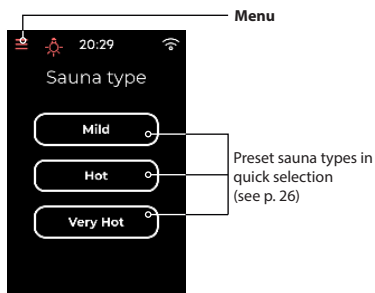 Menu
20:29
Sauna type
Mild
Hot
Very Hot
Preset sauna types in
quick selection
(see p. 26)